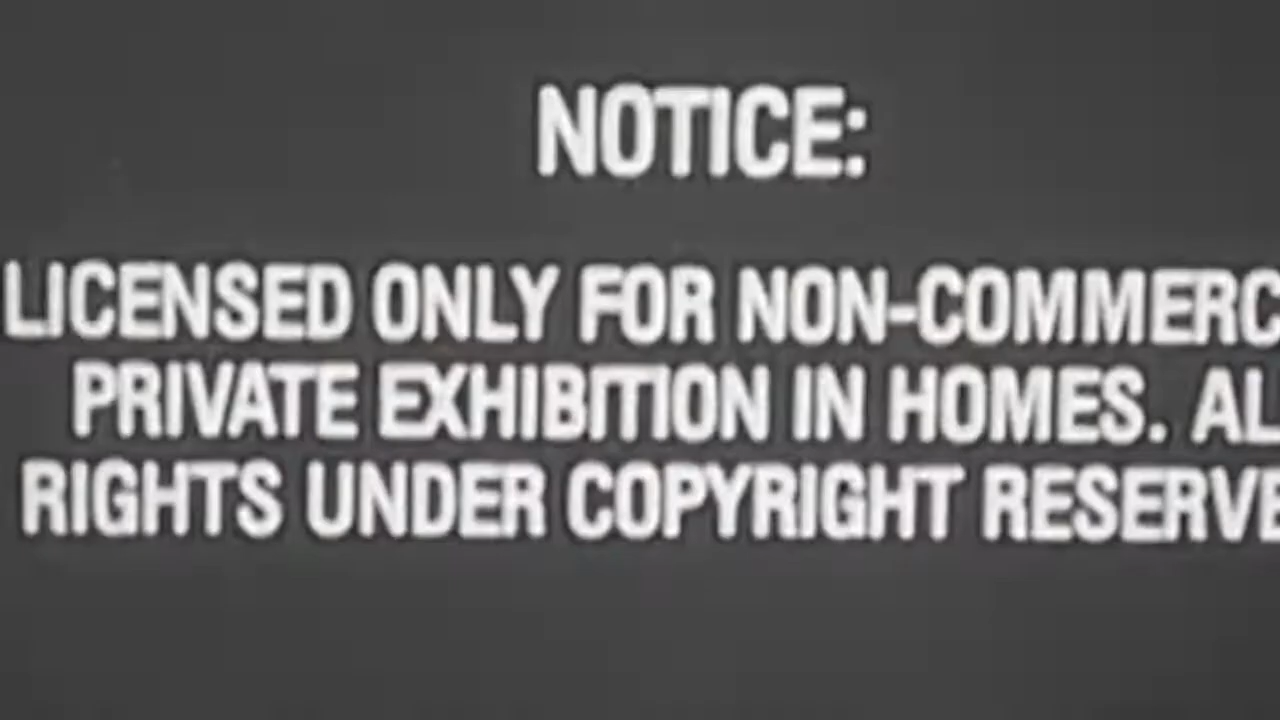 NOTICE:
LICENSED ONLY FOR NON-COMMERC
PRIVATE EXHIBITION IN HOMES. AL
RIGHTS UNDER COPYRIGHT RESERVE